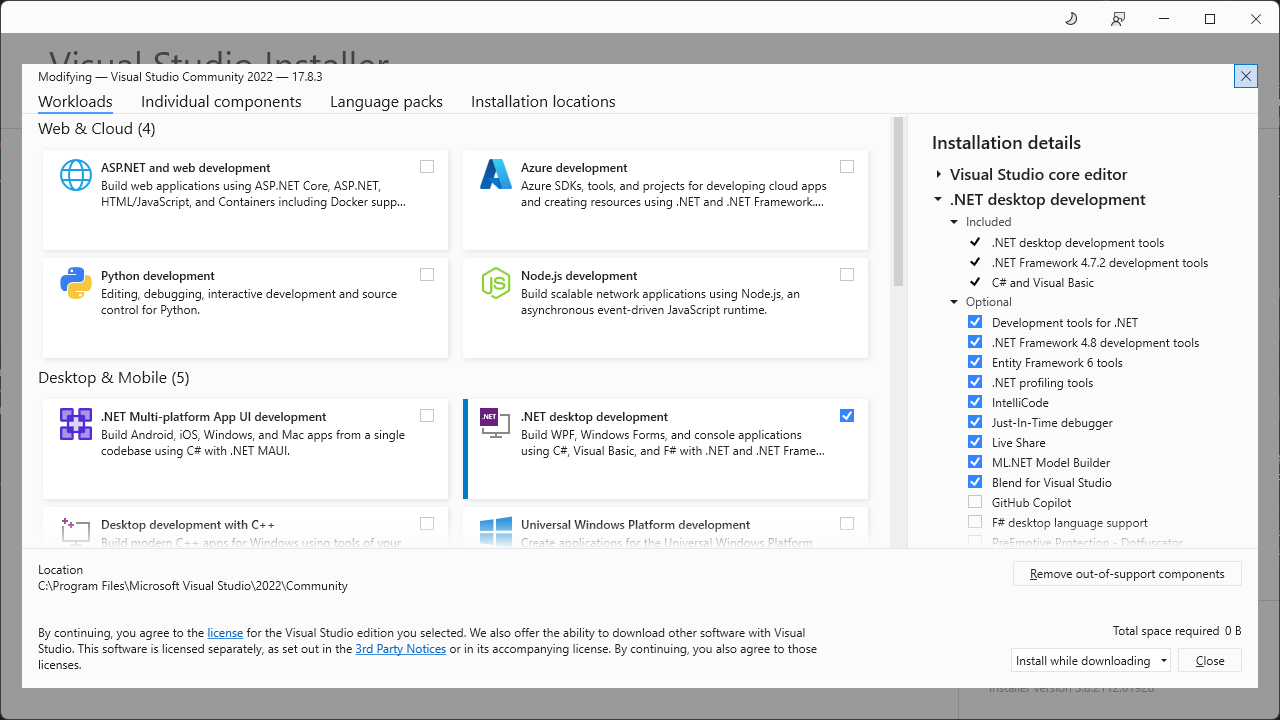 Visual Studio Installer
Modifying — Visual Studio Community 2022 — 17.8.3
Workloads
Individual components
Language packs
Installation locations
Web & Cloud (4)
ASP.NET and web development
Build web applications using ASP.NET Core, ASP.NET,
HTML/JavaScript, and Containers including Docker supp...
Azure development
Azure SDKs, tools, and projects for developing cloud apps
and creating resources using .NET and .NET Framework....
Python development
Editing, debugging, interactive development and source
control for Python.
Node.js development
Build scalable network applications using Node.js, an
asynchronous event-driven JavaScript runtime.
Desktop & Mobile (5)
.NET Multi-platform App UI development
Build Android, iOS, Windows, and Mac apps from a single
codebase using C# with .NET MAUI.
.NET
.NET desktop development
Build WPF, Windows Forms, and console applications
using C#, Visual Basic, and F# with .NET and .NET Frame...
Desktop development with C++
Build modern C++ apps for Windows using tools of your
Universal Windows Platform development
Create applications for the Universal Windows Platform
Installation details
Visual Studio core editor
.NET desktop development
Included
.NET desktop development tools
.NET Framework 4.7.2 development tools
C# and Visual Basic
Optional
Development tools for .NET
.NET Framework 4.8 development tools
Entity Framework 6 tools
.NET profiling tools
IntelliCode
Just-In-Time debugger
Live Share
ML.NET Model Builder
Blend for Visual Studio
GitHub Copilot
F# desktop language support
PreEmptive Protection - Dotfuscator
Location
C:\Program Files\Microsoft Visual Studio\2022\Community
Remove out-of-support components
By continuing, you agree to the license for the Visual Studio edition you selected. We also offer the ability to download other software with Visual
Studio. This software is licensed separately, as set out in the 3rd Party Notices or in its accompanying license. By continuing, you also agree to those
licenses.
Total space required 0 B
Install while downloading
Close